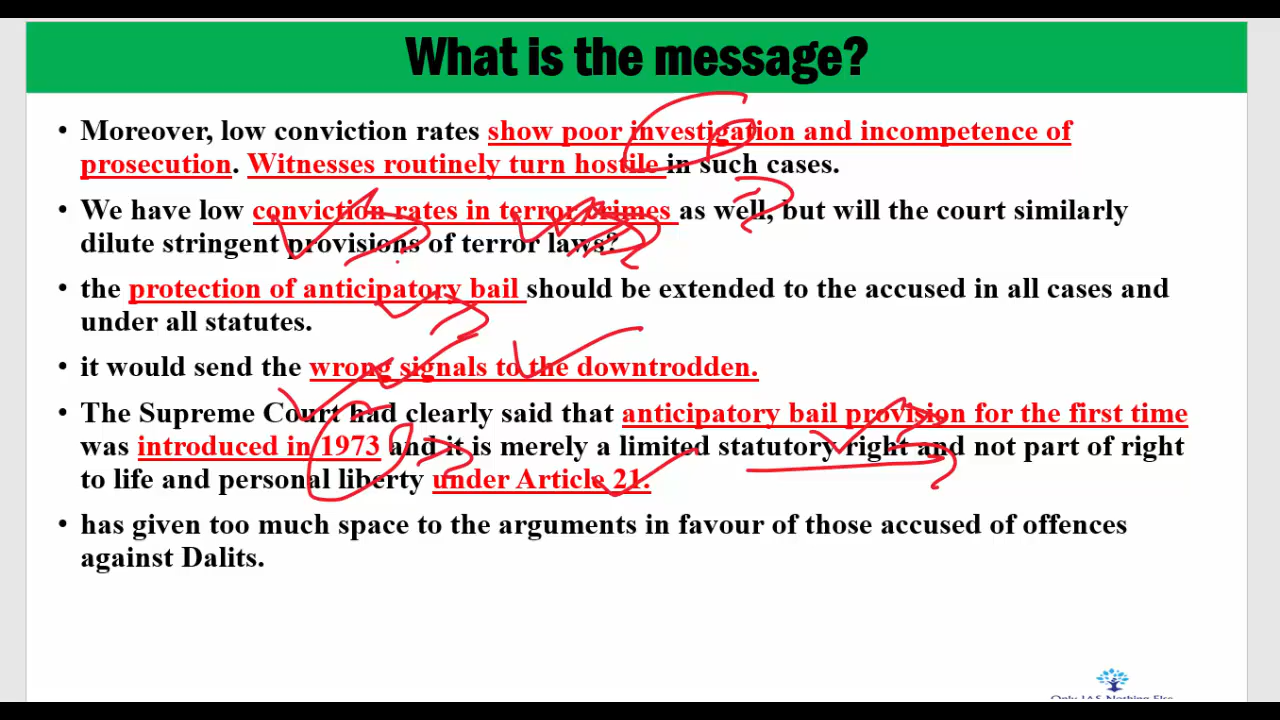 What is the message?
• Moreover, low conviction rates show poor investigation and incompetence of
prosecution. Witnesses routinely turn hostile in such cases.
• We have low conviction rates in terror crimes as well, but will the court similarly
dilute stringent provisions of terror laws?
• the protection of anticipatory bail should be extended to the accused in all cases and
under all statutes.
• it would send the wrong signals to the downtrodden.
• The Supreme Court had clearly said that anticipatory bail provision for the first time
was introduced in 1973 and it is merely a limited statutory right and not part of right
to life and personal liberty under Article 21.
• has given too much space to the arguments in favour of those accused of offences
against Dalits.
Only IAS Nothing Else